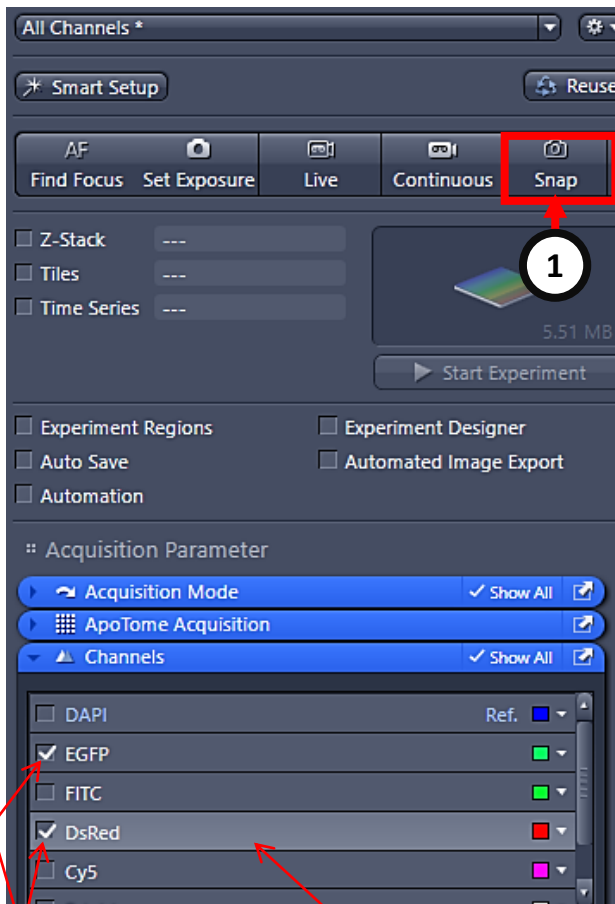 All Channels *
Smart Setup
Reuse
AF
Find Focus Set Exposure Live Continuous Snap
Z-Stack ---
Tiles ---
Time Series ---
1
5.51 MB
Start Experiment
Experiment Regions Experiment Designer
Auto Save Automated Image Export
Automation
Acquisition Parameter
Acquisition Mode Show All
ApoTome Acquisition
Channels Show All
DAPI Ref.
EGFP
FITC
DsRed
Cy5